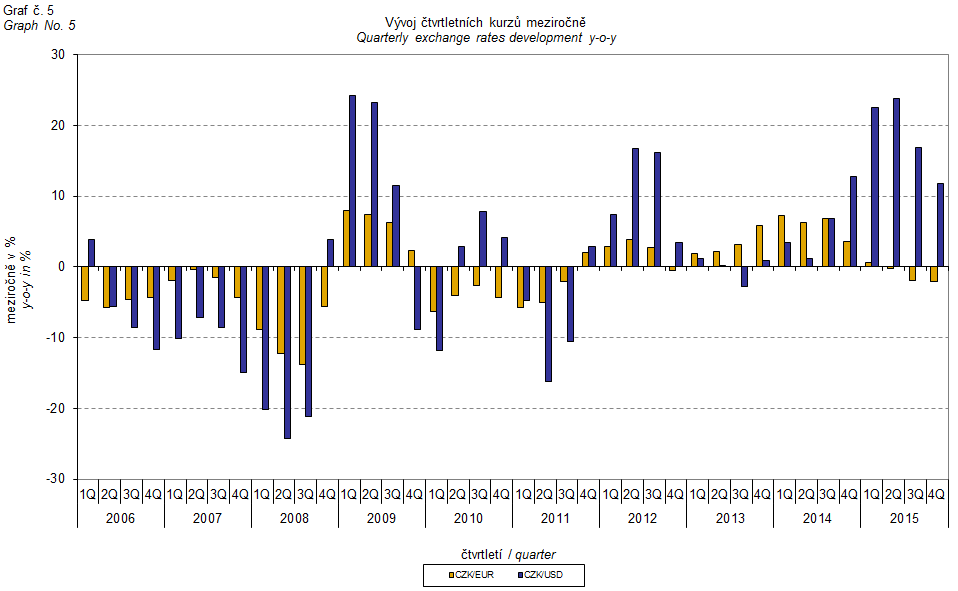 Graf č. 5
Graph No. 5
Vývoj čtvrtletních kurzů meziročně
Quarterly exchange rates development y-o-y
meziročně v %
y-o-y in %
30
20
10
0
-10
-20
-30
1Q 2Q 3Q 4Q 1Q 2Q 3Q 4Q 1Q 2Q 3Q 4Q 1Q 2Q 3Q 4Q 1Q 2Q 3Q 4Q 1Q 2Q 3Q 4Q 1Q 2Q 3Q 4Q 1Q 2Q 3Q 4Q 1Q 2Q 3Q 4Q 1Q 2Q 3Q 4Q
2006 2007 2008 2009 2010 2011 2012 2013 2014 2015
čtvrtletí / quarter
CZK/EUR CZK/USD